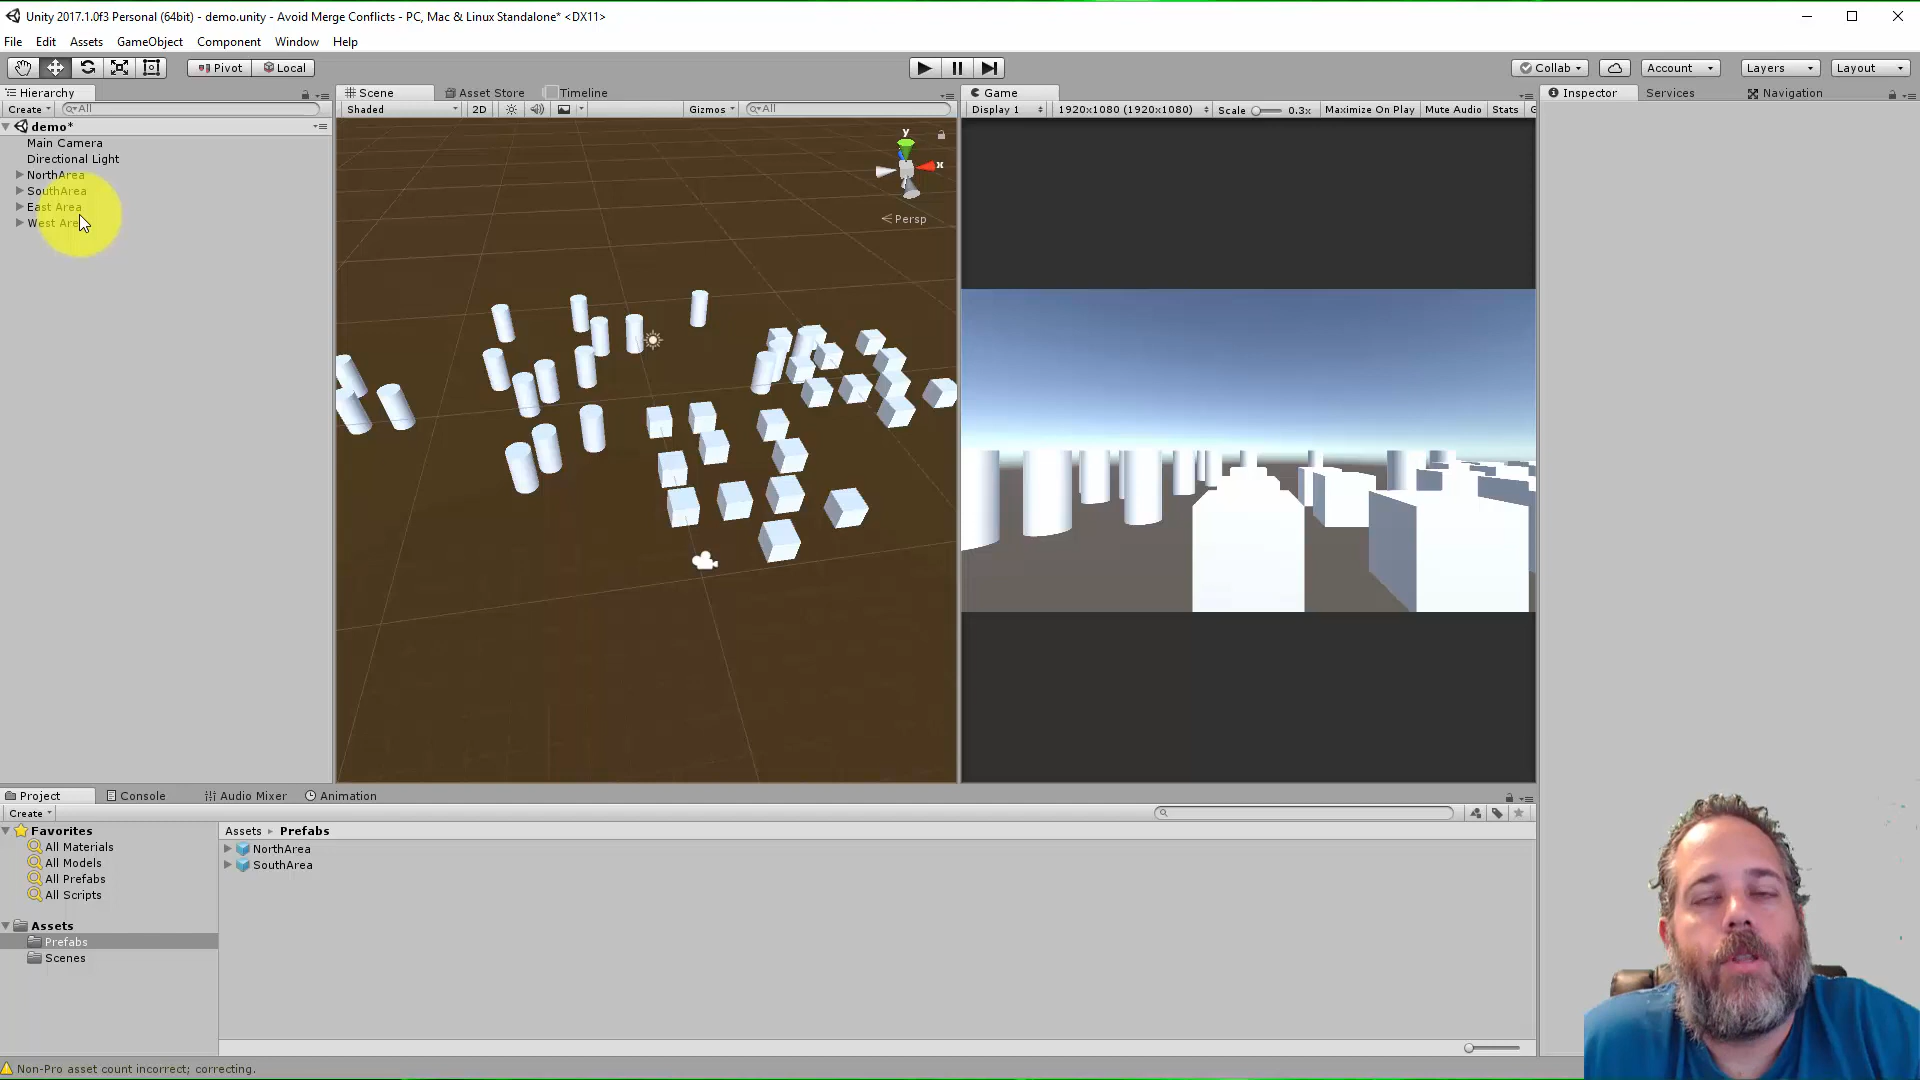 Unity 2017.1.0f3 Personal (64bit) - demo.unity - Avoid Merge Conflicts - PC, Mac & Linux Standalone* <DX11>
File Edit Assets GameObject Component Window Help
Pivot Local Collab Account Layers Layout
Hierarchy Scene Asset Store Timeline Game Inspector Services Navigation
Create All Shaded 2D Gizmos All Display 1 1920x1080 (1920x1080) Scale 0.3x Maximize On Play Mute Audio Stats
demo*
Main Camera
Directional Light
NorthArea
SouthArea
East Area
West Area
y
x
Persp
Project Console Audio Mixer Animation
Create
Favorites
All Materials
All Models
All Prefabs
All Scripts
Assets
Prefabs
Scenes
Assets Prefabs
NorthArea
SouthArea
Non-Pro asset count incorrect; correcting.